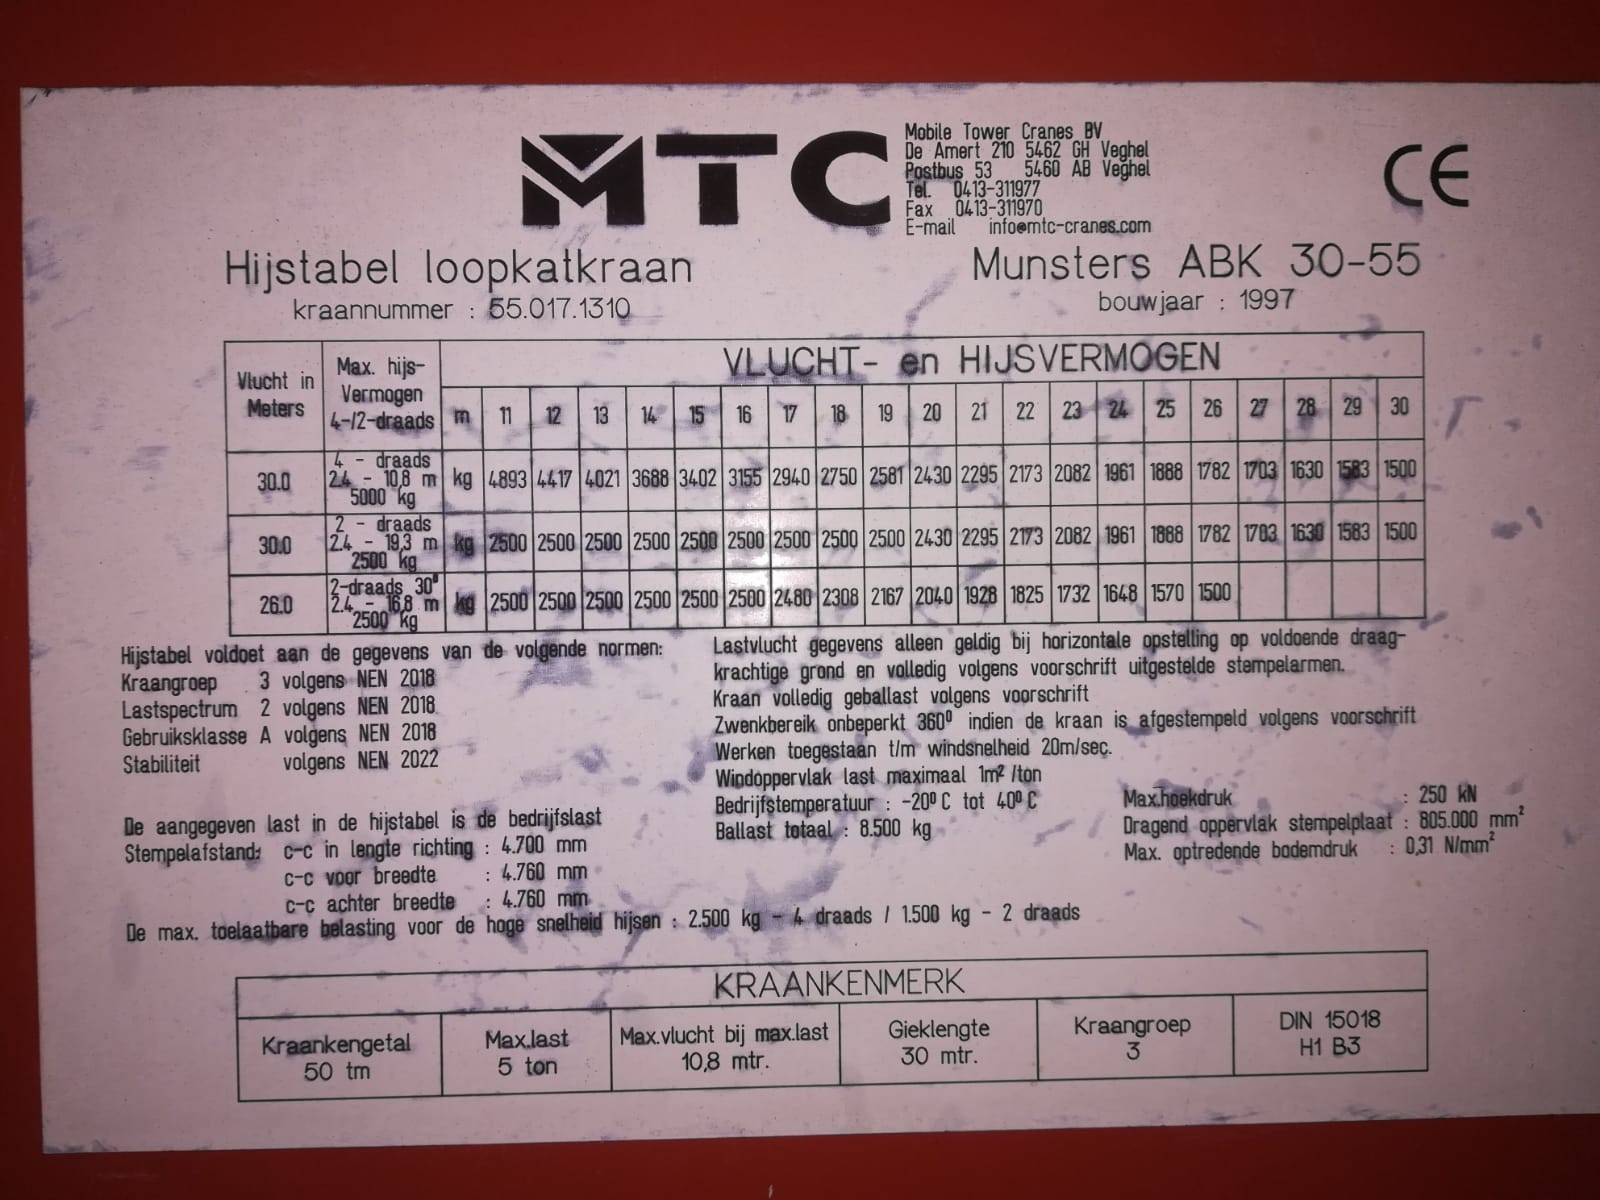 MTC
Mobile Tower Cranes BV
De Amert 210 5462 GH Veghel
Postbus 53 5460 AB Veghel
Tel. 0413-311977
Fax 0413-311970
E-mail info@mtc-cranes.com
CE
Hijstabel loopkatkraan
kraannummer : 55.017.1310
Munsters ABK 30-55
bouwjaar : 1997
Vlucht in Meters
Max. hijs-
Vermogen
4-/2-draads
VLUCHT- en HIJSVERMOGEN
m 11 12 13 14 15 16 17 18 19 20 21 22 23 24 25 26 27 28 29 30
30.0
4 - draads
2.4 - 10,8 m
5000 kg
kg 4893 4417 4021 3688 3402 3155 2940 2750 2581 2430 2295 2173 2082 1961 1888 1782 1703 1630 1583 1500
30.0
2 - draads
2.4 - 19,3 m
2500 kg
kg 2500 2500 2500 2500 2500 2500 2500 2500 2500 2430 2295 2173 2082 1961 1888 1782 1703 1630 1583 1500
26.0
2-draads 30°
2.4 - 16,8 m
2500 kg
kg 2500 2500 2500 2500 2500 2500 2480 2308 2167 2040 1928 1825 1732 1648 1570 1500
Hijstabel voldoet aan de gegevens van de volgende normen:
Kraangroep 3 volgens NEN 2018
Lastspectrum 2 volgens NEN 2018
Gebruiksklasse A volgens NEN 2018
Stabiliteit volgens NEN 2022
Lastvlucht gegevens alleen geldig bij horizontale opstelling op voldoende draag-
krachtige grond en volledig volgens voorschrift uitgestelde stempelarmen.
Kraan volledig geballast volgens voorschrift
Zwenkbereik onbeperkt 360° indien de kraan is afgestempeld volgens voorschrift
Werken toegestaan t/m windsnelheid 20m/sec.
Windoppervlak last maximaal 1m² /ton
Bedrijfstemperatuur : -20° C tot 40° C
Ballast totaal : 8.500 kg
Max.hoekdruk : 250 kN
Dragend oppervlak stempelplaat : 805.000 mm²
Max. optredende bodemdruk : 0,31 N/mm²
De aangegeven last in de hijstabel is de bedrijfslast
Stempelafstand: c-c in lengte richting : 4.700 mm
c-c voor breedte : 4.760 mm
c-c achter breedte : 4.760 mm
De max. toelaatbare belasting voor de hoge snelheid hijsen : 2.500 kg - 4 draads / 1.500 kg - 2 draads
KRAANKENMERK
Kraankengetal
50 tm
Max.last
5 ton
Max.vlucht bij max.last
10,8 mtr.
Gieklengte
30 mtr.
Kraangroep
3
DIN 15018
H1 B3